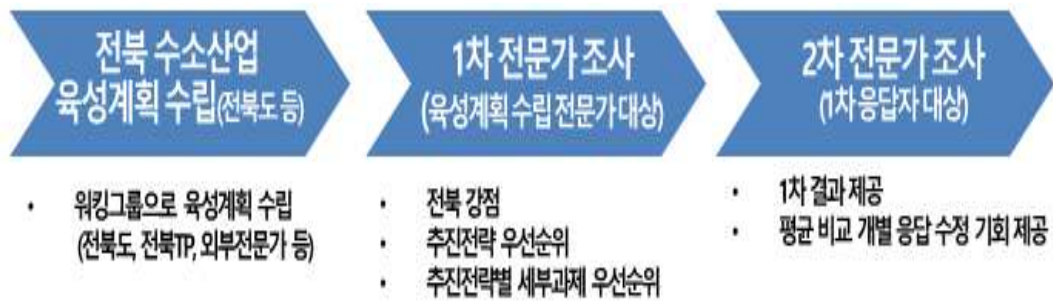 전북 수소산업
육성계획 수립(전북도 등)
• 워킹그룹으로 육성계획 수립
(전북도, 전북TP, 외부전문가 등)
1차 전문가 조사
(육성계획 수립 전문가 대상)
• 전북 강점
• 추진전략 우선순위
• 추진전략별 세부과제 우선순위
2차 전문가 조사
(1차 응답자 대상)
• 1차 결과 제공
• 평균 비교 개별 응답 수정 기회 제공